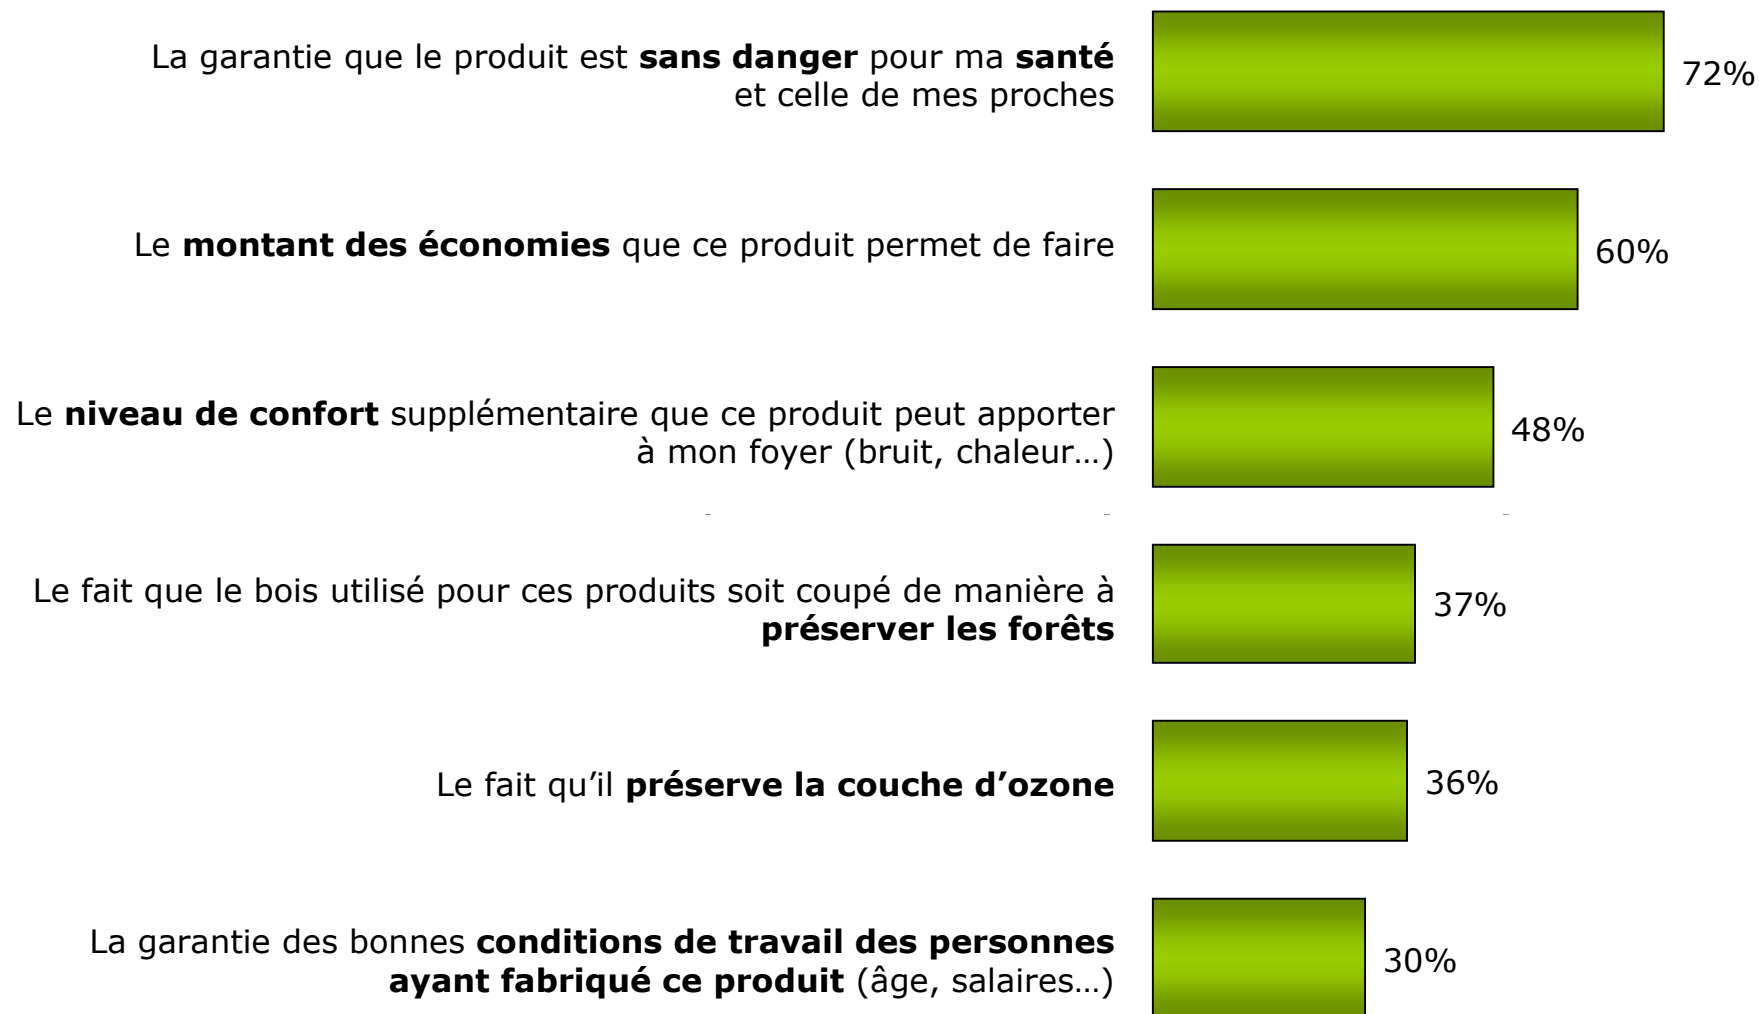 La garantie que le produit est sans danger pour ma santé
et celle de mes proches
72%
Le montant des économies que ce produit permet de faire
60%
Le niveau de confort supplémentaire que ce produit peut apporter
à mon foyer (bruit, chaleur…)
48%
Le fait que le bois utilisé pour ces produits soit coupé de manière à
préserver les forêts
37%
Le fait qu’il préserve la couche d’ozone
36%
La garantie des bonnes conditions de travail des personnes
ayant fabriqué ce produit (âge, salaires…)
30%